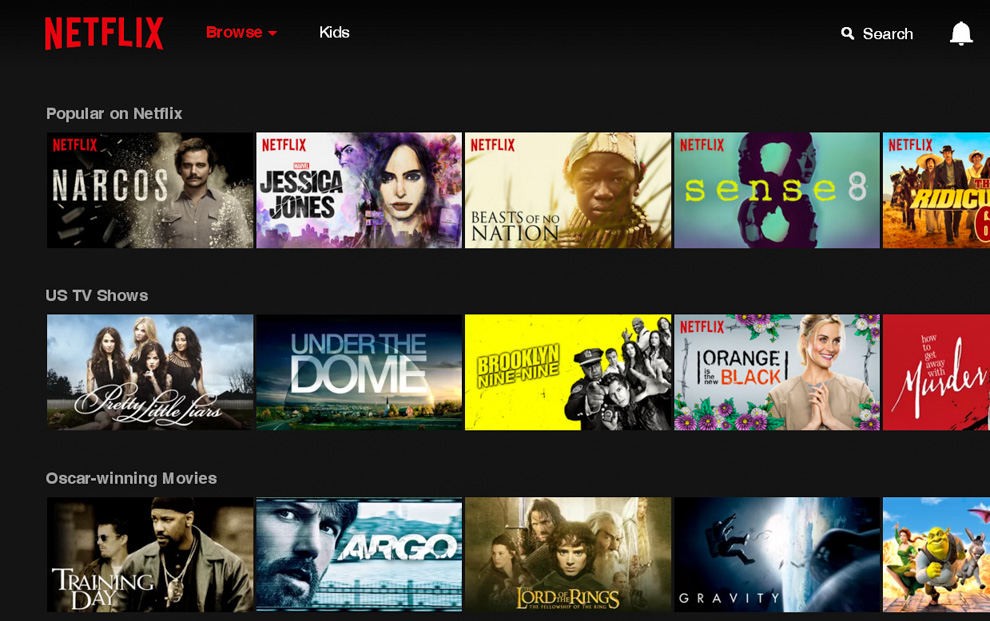 NETFLIX
Browse
Kids
Search
Popular on Netflix
NETFLIX
NARCOS
NETFLIX
MARVEL
JESSICA
JONES
NETFLIX
BEASTS OF NO
NATION
NETFLIX
sense8
NETFLIX
TH
RIDICU
6
US TV Shows
Pretty Little Liars
UNDER THE
DOME
BROOKLYN
NINE-NINE
NETFLIX
ORANGE
is the new BLACK
how
to
get
away
with
Murder
Oscar-winning Movies
TRAINING
DAY
ARGO
THE LORD OF THE RINGS
THE FELLOWSHIP OF THE RING
GRAVITY